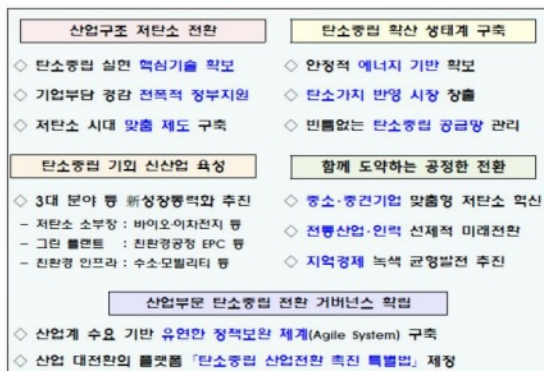 산업구조 저탄소 전환
◇ 탄소중립 실현 핵심기술 확보
◇ 기업부담 경감 전폭적 정부지원
◇ 저탄소 시대 맞춤 제도 구축
탄소중립 확산 생태계 구축
◇ 안정적 에너지 기반 확보
◇ 탄소가치 반영 시장 창출
◇ 빈틈없는 탄소중립 공급망 관리
탄소중립 기회 신산업 육성
◇ 3대 분야 등 新성장동력화 추진
- 저탄소 소부장 : 바이오·이차전지 등
- 그린 플랜트 : 친환경공정 EPC 등
- 친환경 인프라 : 수소·모빌리티 등
함께 도약하는 공정한 전환
◇ 중소·중견기업 맞춤형 저탄소 혁신
◇ 전통산업·인력 선제적 미래전환
◇ 지역경제 녹색 균형발전 추진
산업부문 탄소중립 전환 거버넌스 확립
◇ 산업계 수요 기반 유연한 정책보완 체계(Agile System) 구축
◇ 산업 대전환의 플랫폼 「탄소중립 산업전환 촉진 특별법」 제정